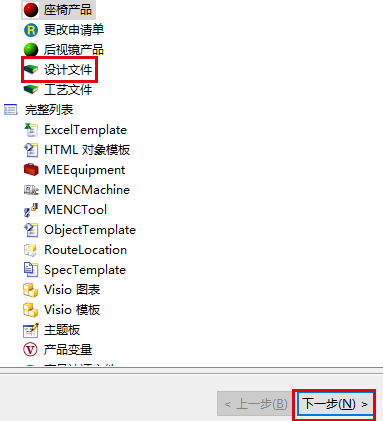 座椅产品
更改申请单
后视镜产品
设计文件
工艺文件
完整列表
ExcelTemplate
HTML 对象模板
MEEquipment
MENCMachine
MENCTool
ObjectTemplate
RouteLocation
SpecTemplate
Visio 图表
Visio 模板
主题板
产品变量
< 上一步(B) 下一步(N) >